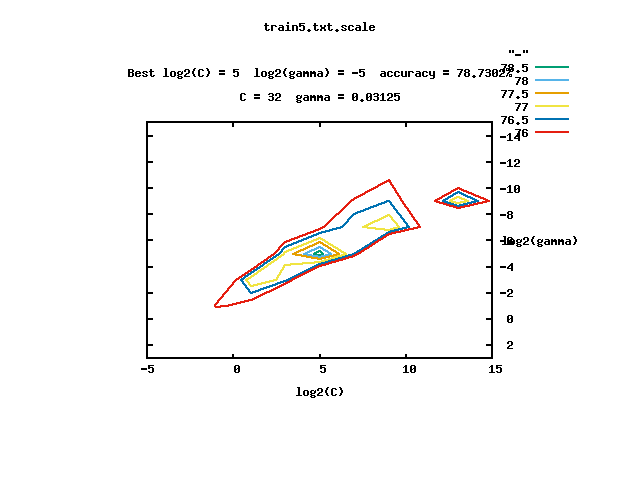 train5.txt.scale
"-"
Best log2(C) = 5  log2(gamma) = -5  accuracy = 78.7302%
78.5
78
77.5
C = 32  gamma = 0.03125
77
76.5
76
-14
-12
-10
-8
-6
log2(gamma)
-4
-2
0
2
-5 0 5 10 15
log2(C)